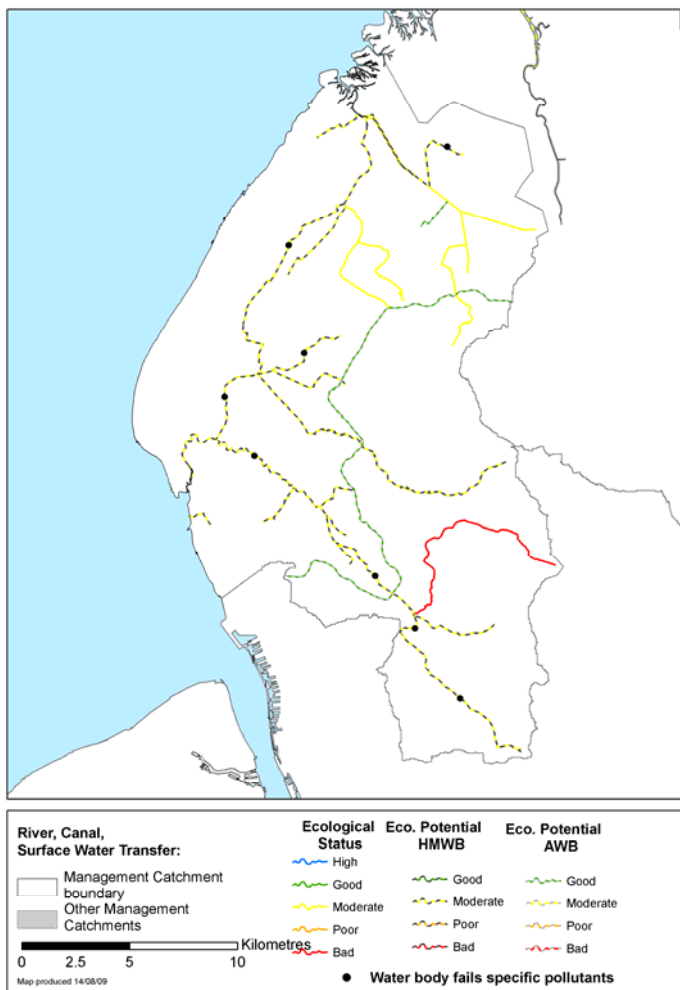 River, Canal,
Surface Water Transfer:
Management Catchment
boundary
Other Management
Catchments
Kilometres
0 2.5 5 10
Map produced 14/08/09
Ecological
Status
High
Good
Moderate
Poor
Bad
Eco. Potential
HMWB
Good
Moderate
Poor
Bad
Eco. Potential
AWB
Good
Moderate
Poor
Bad
Water body fails specific pollutants